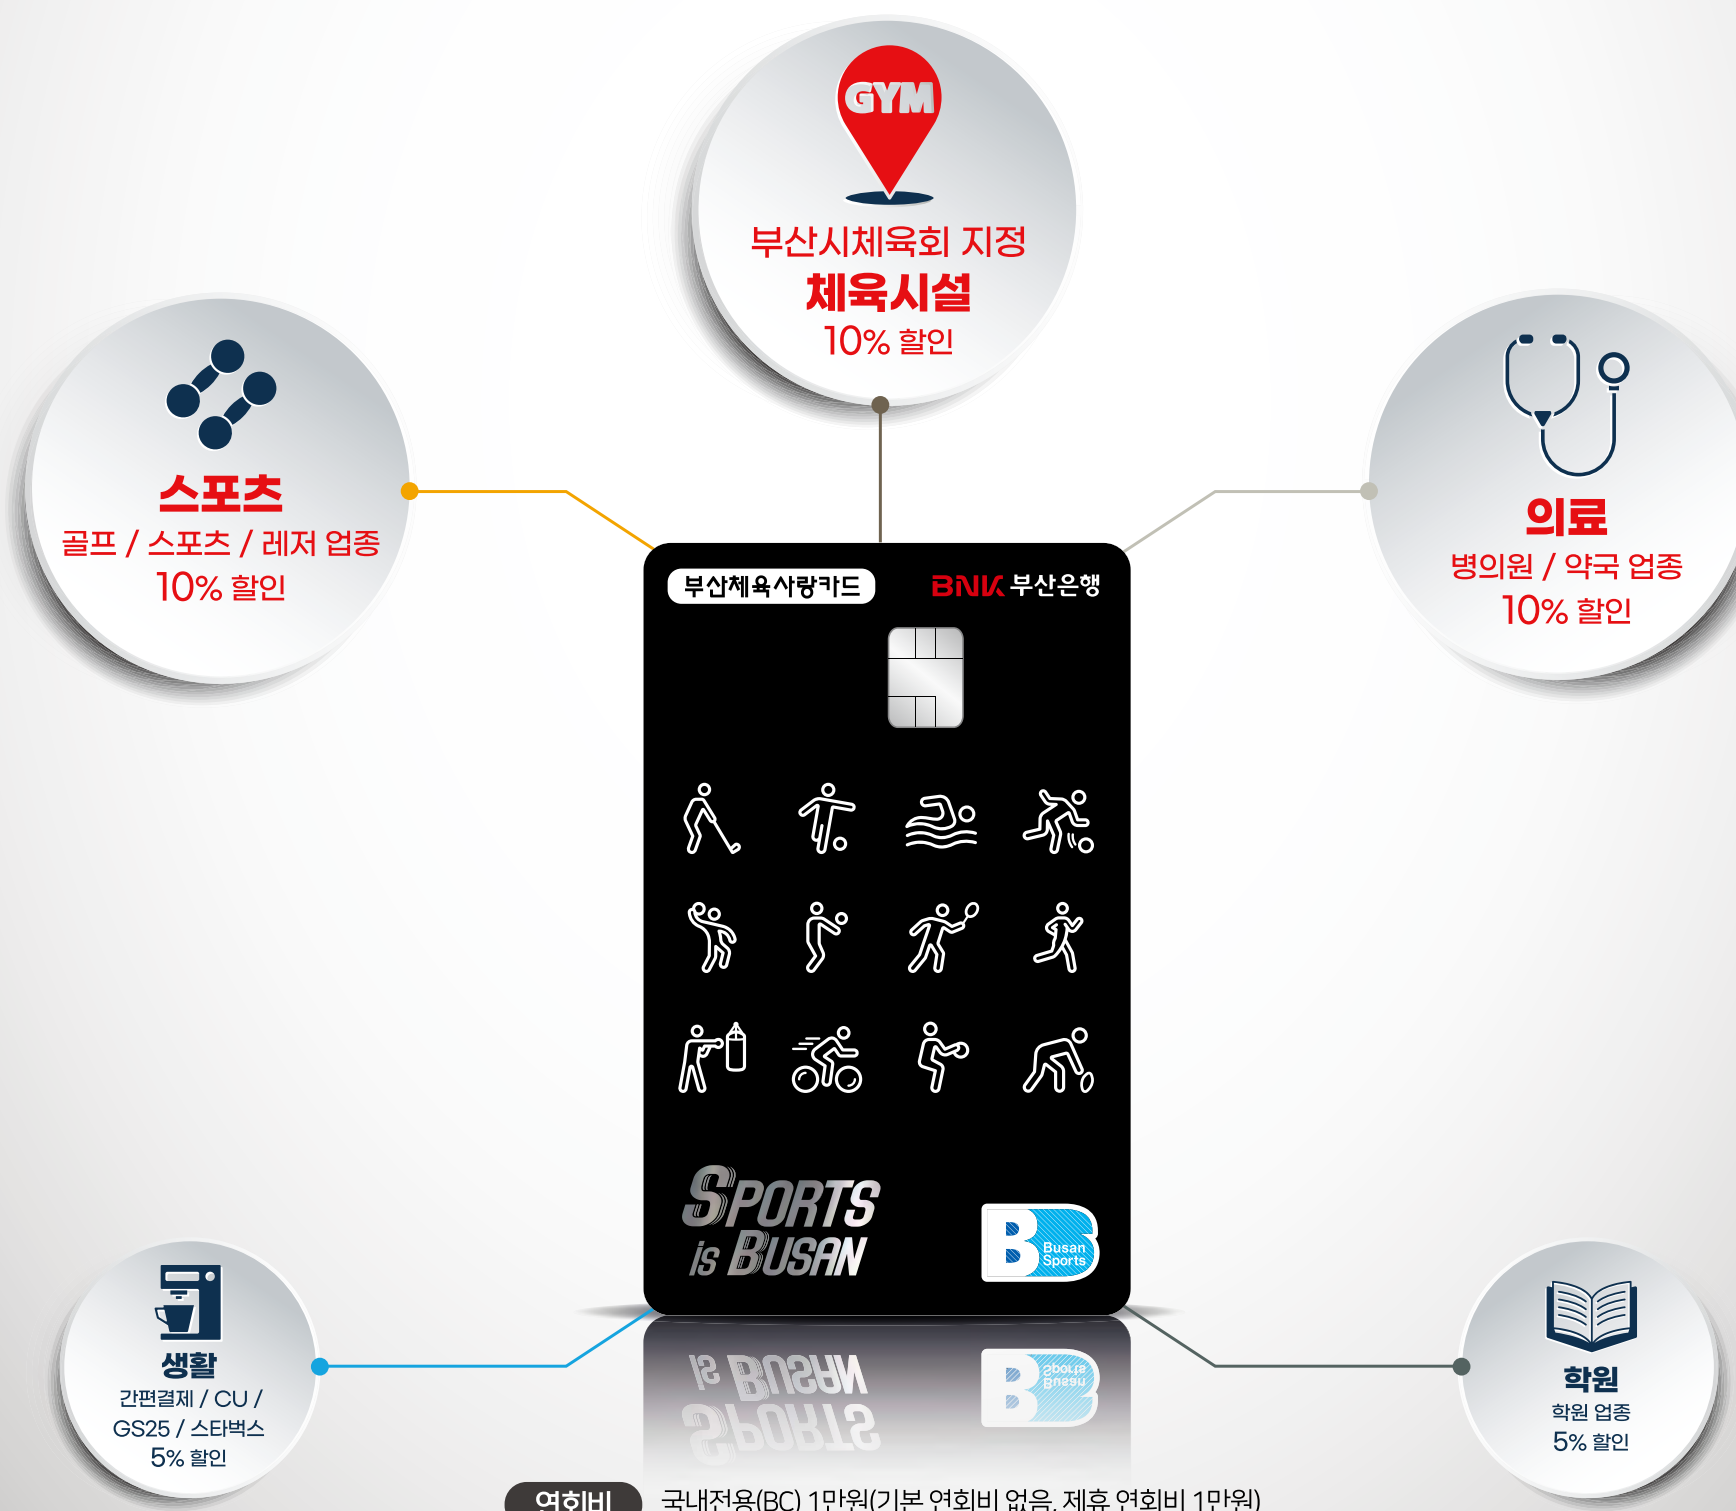 GYM
부산시체육회 지정
체육시설
10% 할인
스포츠
골프 / 스포츠 / 레저 업종
10% 할인
의료
병의원 / 약국 업종
10% 할인
부산체육사랑카드
BNK 부산은행
SPORTS
is BUSAN
B
Busan
Sports
생활
간편결제 / CU /
GS25 / 스타벅스
5% 할인
학원
학원 업종
5% 할인
연회비 국내전용(BC) 1만원(기본 연회비 없음, 제휴 연회비 1만원)